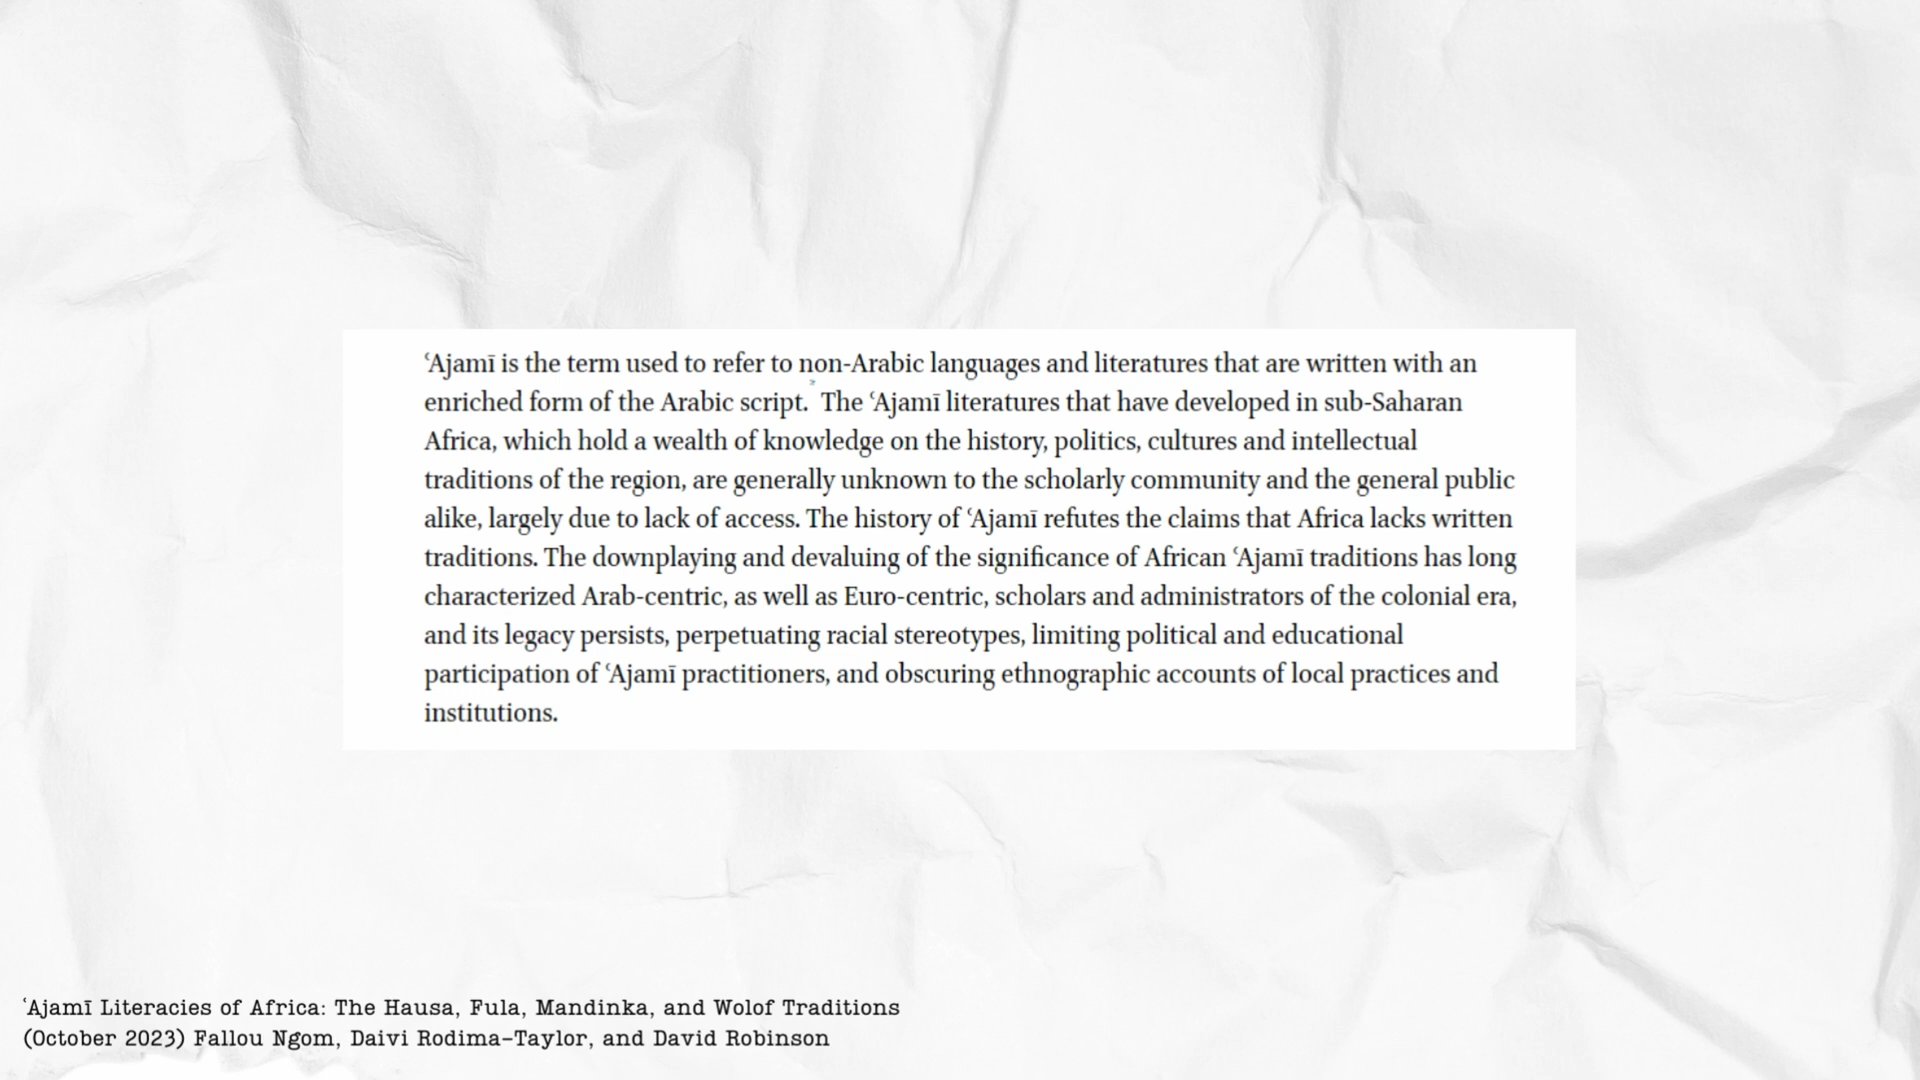 ʿAjamī is the term used to refer to non-Arabic languages and literatures that are written with an
enriched form of the Arabic script. The ʿAjamī literatures that have developed in sub-Saharan
Africa, which hold a wealth of knowledge on the history, politics, cultures and intellectual
traditions of the region, are generally unknown to the scholarly community and the general public
alike, largely due to lack of access. The history of ʿAjamī refutes the claims that Africa lacks written
traditions. The downplaying and devaluing of the significance of African ʿAjamī traditions has long
characterized Arab-centric, as well as Euro-centric, scholars and administrators of the colonial era,
and its legacy persists, perpetuating racial stereotypes, limiting political and educational
participation of ʿAjamī practitioners, and obscuring ethnographic accounts of local practices and
institutions.
ʿAjamī Literacies of Africa: The Hausa, Fula, Mandinka, and Wolof Traditions
(October 2023) Fallou Ngom, Daivi Rodima-Taylor, and David Robinson